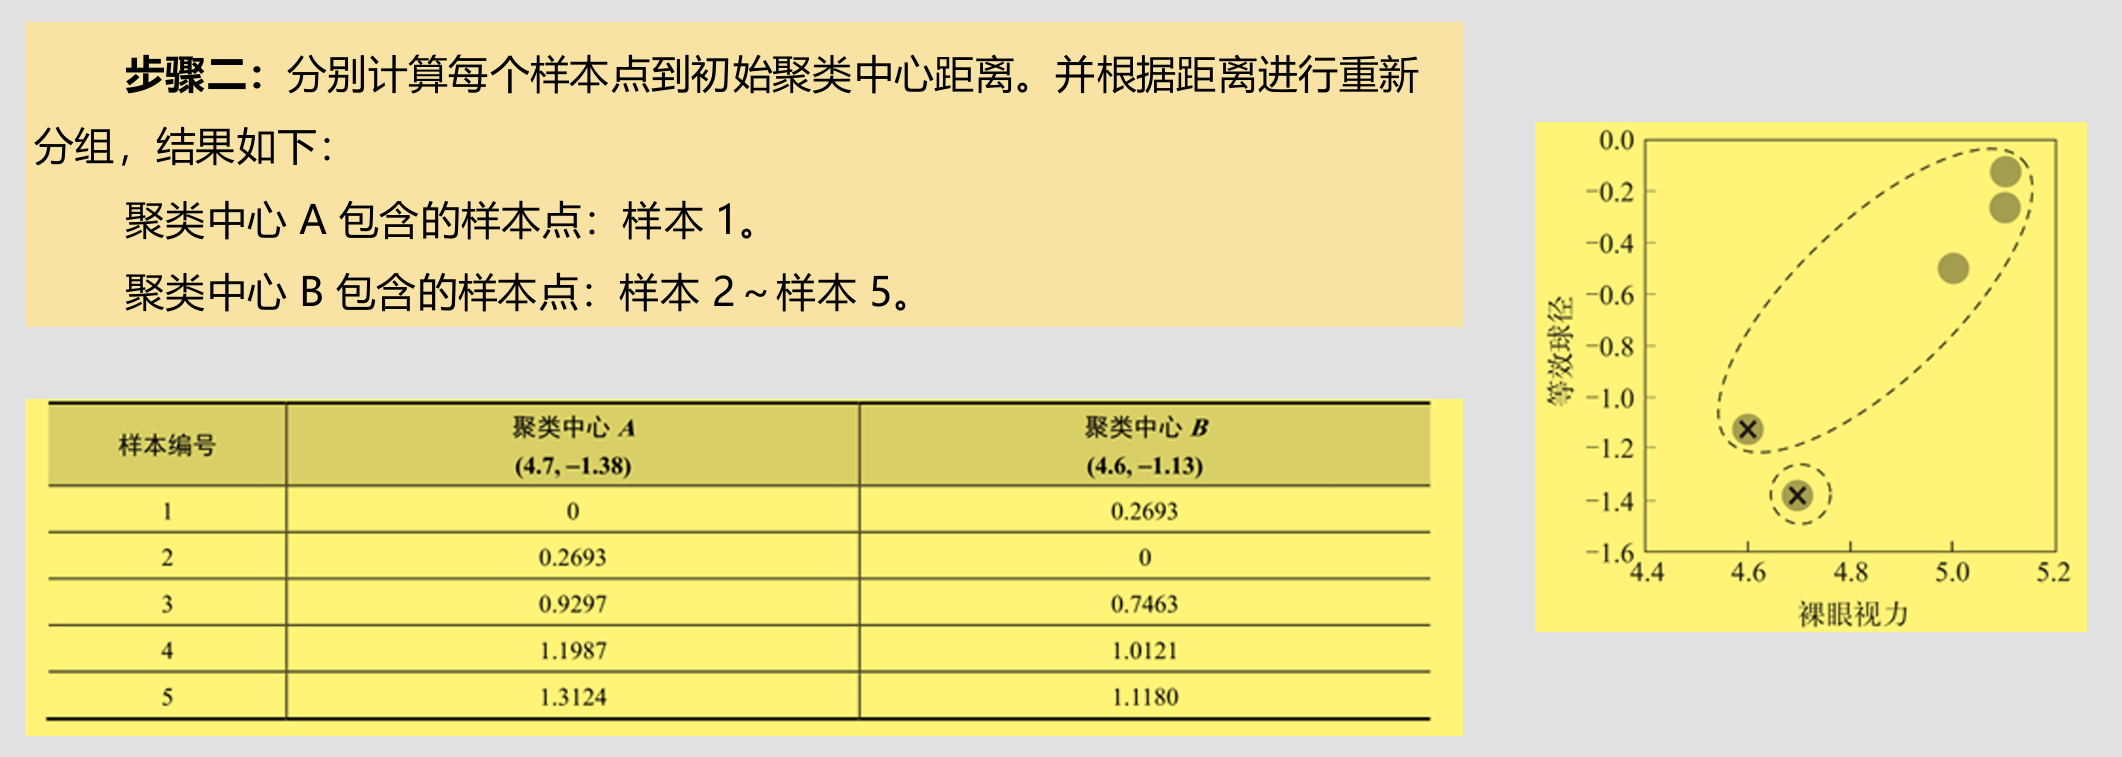 步骤二：分别计算每个样本点到初始聚类中心距离。并根据距离进行重新
分组，结果如下：
聚类中心 A 包含的样本点：样本 1。
聚类中心 B 包含的样本点：样本 2～样本 5。
样本编号 聚类中心 A (4.7, −1.38) 聚类中心 B (4.6, −1.13)
1 0 0.2693
2 0.2693 0
3 0.9297 0.7463
4 1.1987 1.0121
5 1.3124 1.1180
等效球径
0.0
−0.2
−0.4
−0.6
−0.8
−1.0
−1.2
−1.4
−1.6
4.4 4.6 4.8 5.0 5.2
裸眼视力